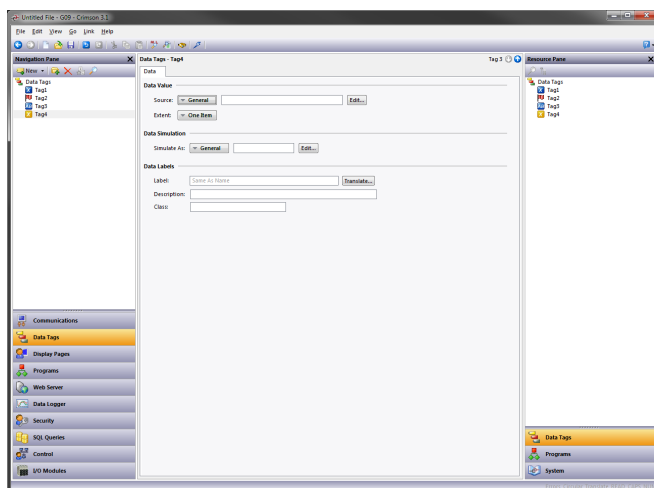 Untitled File - G09 - Crimson 3.1
File Edit View Go Link Help
Navigation Pane
New
Data Tags
Tag1
Tag2
Tag3
Tag4
Communications
Data Tags
Display Pages
Programs
Web Server
Data Logger
Security
SQL Queries
Control
I/O Modules
Data Tags - Tag4
Tag 3
Data
Data Value
Source: General Edit...
Extent: One Item
Data Simulation
Simulate As: General Edit...
Data Labels
Label: Same As Name Translate...
Description:
Class:
Resource Pane
Data Tags
Tag1
Tag2
Tag3
Tag4
Data Tags
Programs
System